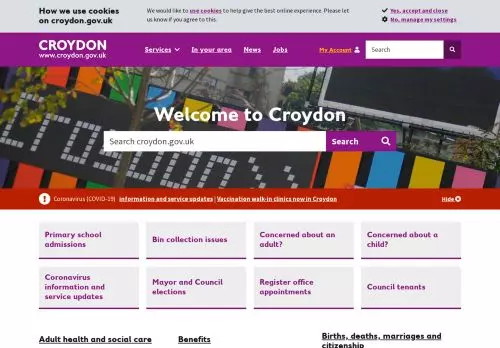 How we use cookies
on croydon.gov.uk
We would like to use cookies to help give the best online experience. Please let us know if you agree to this.
Yes, accept and close
No, manage my settings
CROYDON
www.croydon.gov.uk
Services
In your area
News
Jobs
My Account
Search
Welcome to Croydon
Search croydon.gov.uk
Search
Croydon
Coronavirus (COVID-19) information and service updates | Vaccination walk-in clinics now in Croydon
Hide
Primary school
admissions
Bin collection issues
Concerned about an
adult?
Concerned about a
child?
Coronavirus
information and
service updates
Mayor and Council
elections
Register office
appointments
Council tenants
Adult health and social care
Benefits
Births, deaths, marriages and
citizenship